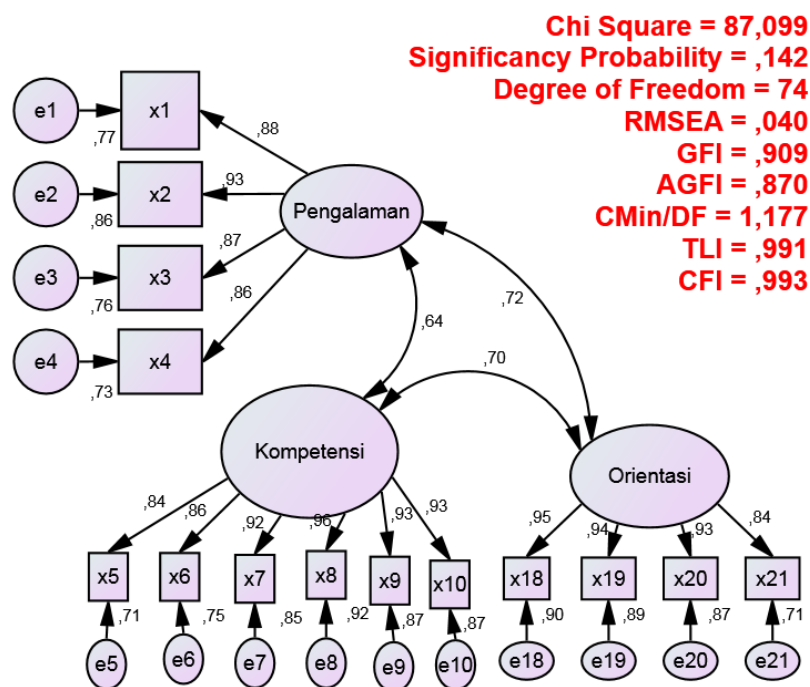 Chi Square = 87,099
Significancy Probability = ,142
Degree of Freedom = 74
RMSEA = ,040
GFI = ,909
AGFI = ,870
CMin/DF = 1,177
TLI = ,991
CFI = ,993
e1
,77
x1
,88
e2
,86
x2
,93
Pengalaman
e3
,76
x3
,87
e4
,73
x4
,86
,64
,72
,70
Kompetensi
Orientasi
,84
,86
,92
,96
,93
,93
,95
,94
,93
,84
x5
x6
x7
x8
x9
x10
x18
x19
x20
x21
,71
,75
,85
,92
,87
,87
,90
,89
,87
,71
e5
e6
e7
e8
e9
e10
e18
e19
e20
e21